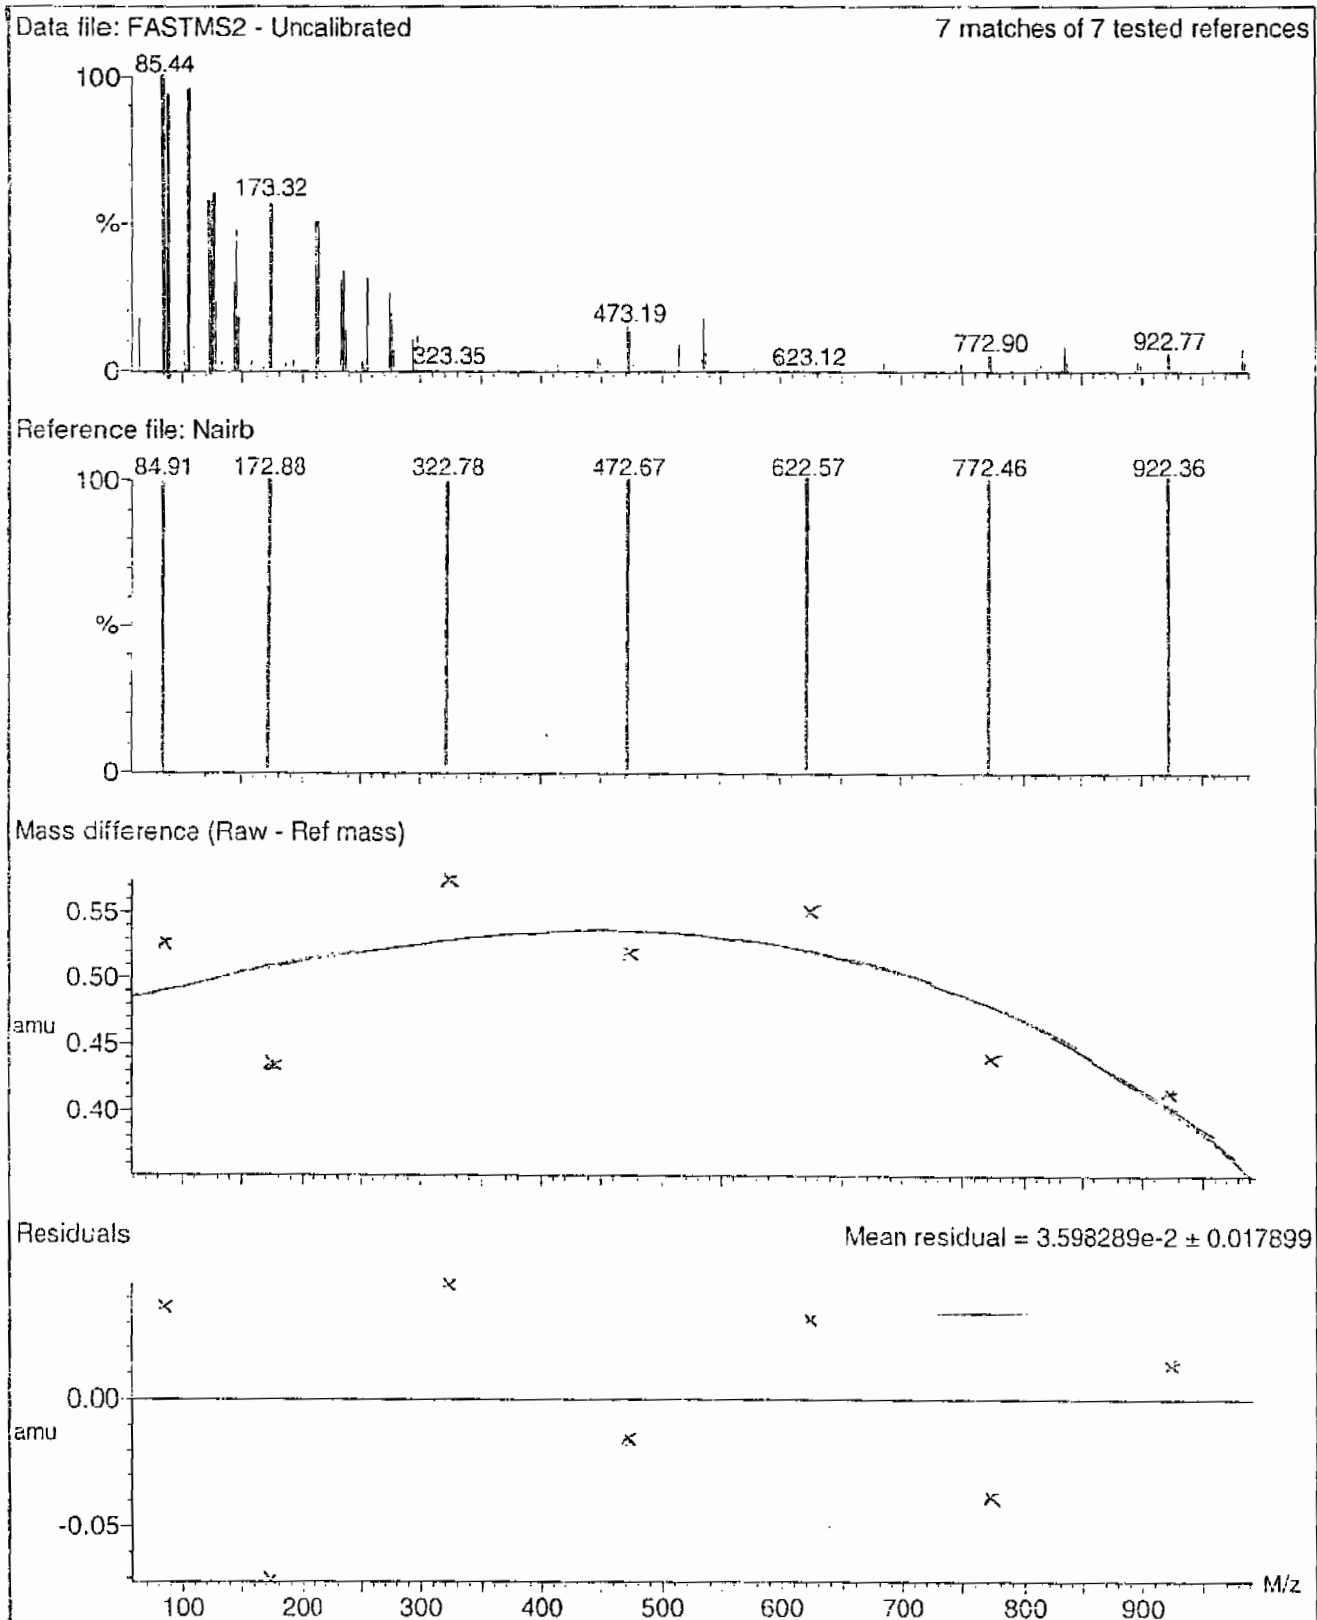 Data file: FASTMS2 - Uncalibrated 7 matches of 7 tested references
100 85.44
173.32
%
473.19
323.35 623.12 772.90 922.77
0
Reference file: Nairb
100 84.91 172.88 322.78 472.67 622.57 772.46 922.36
%
0
Mass difference (Raw - Ref mass)
0.55
0.50
amu
0.45
0.40
Residuals Mean residual = 3.598289e-2 ± 0.017899
0.00
amu
-0.05
M/z
100 200 300 400 500 600 700 800 900